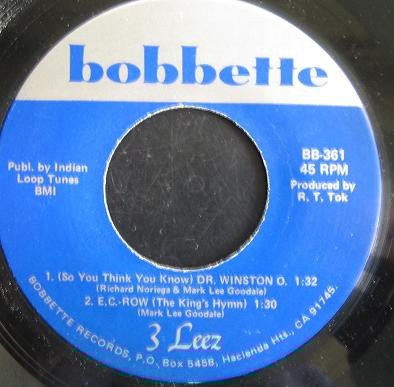 bobbette
Publ. by Indian
Loop Tunes
BMI
BB-361
45 RPM
Produced by
R. T. Tok
1. (So You Think You Know) DR. WINSTON O. 1:32
(Richard Noriega & Mark Lee Goodale)
2. E.C.-ROW (The King's Hymn) 1:30
(Mark Lee Goodale)
3 Leez
BOBBETTE RECORDS, P.O. Box 545B, Hacienda Hts., CA 91745.